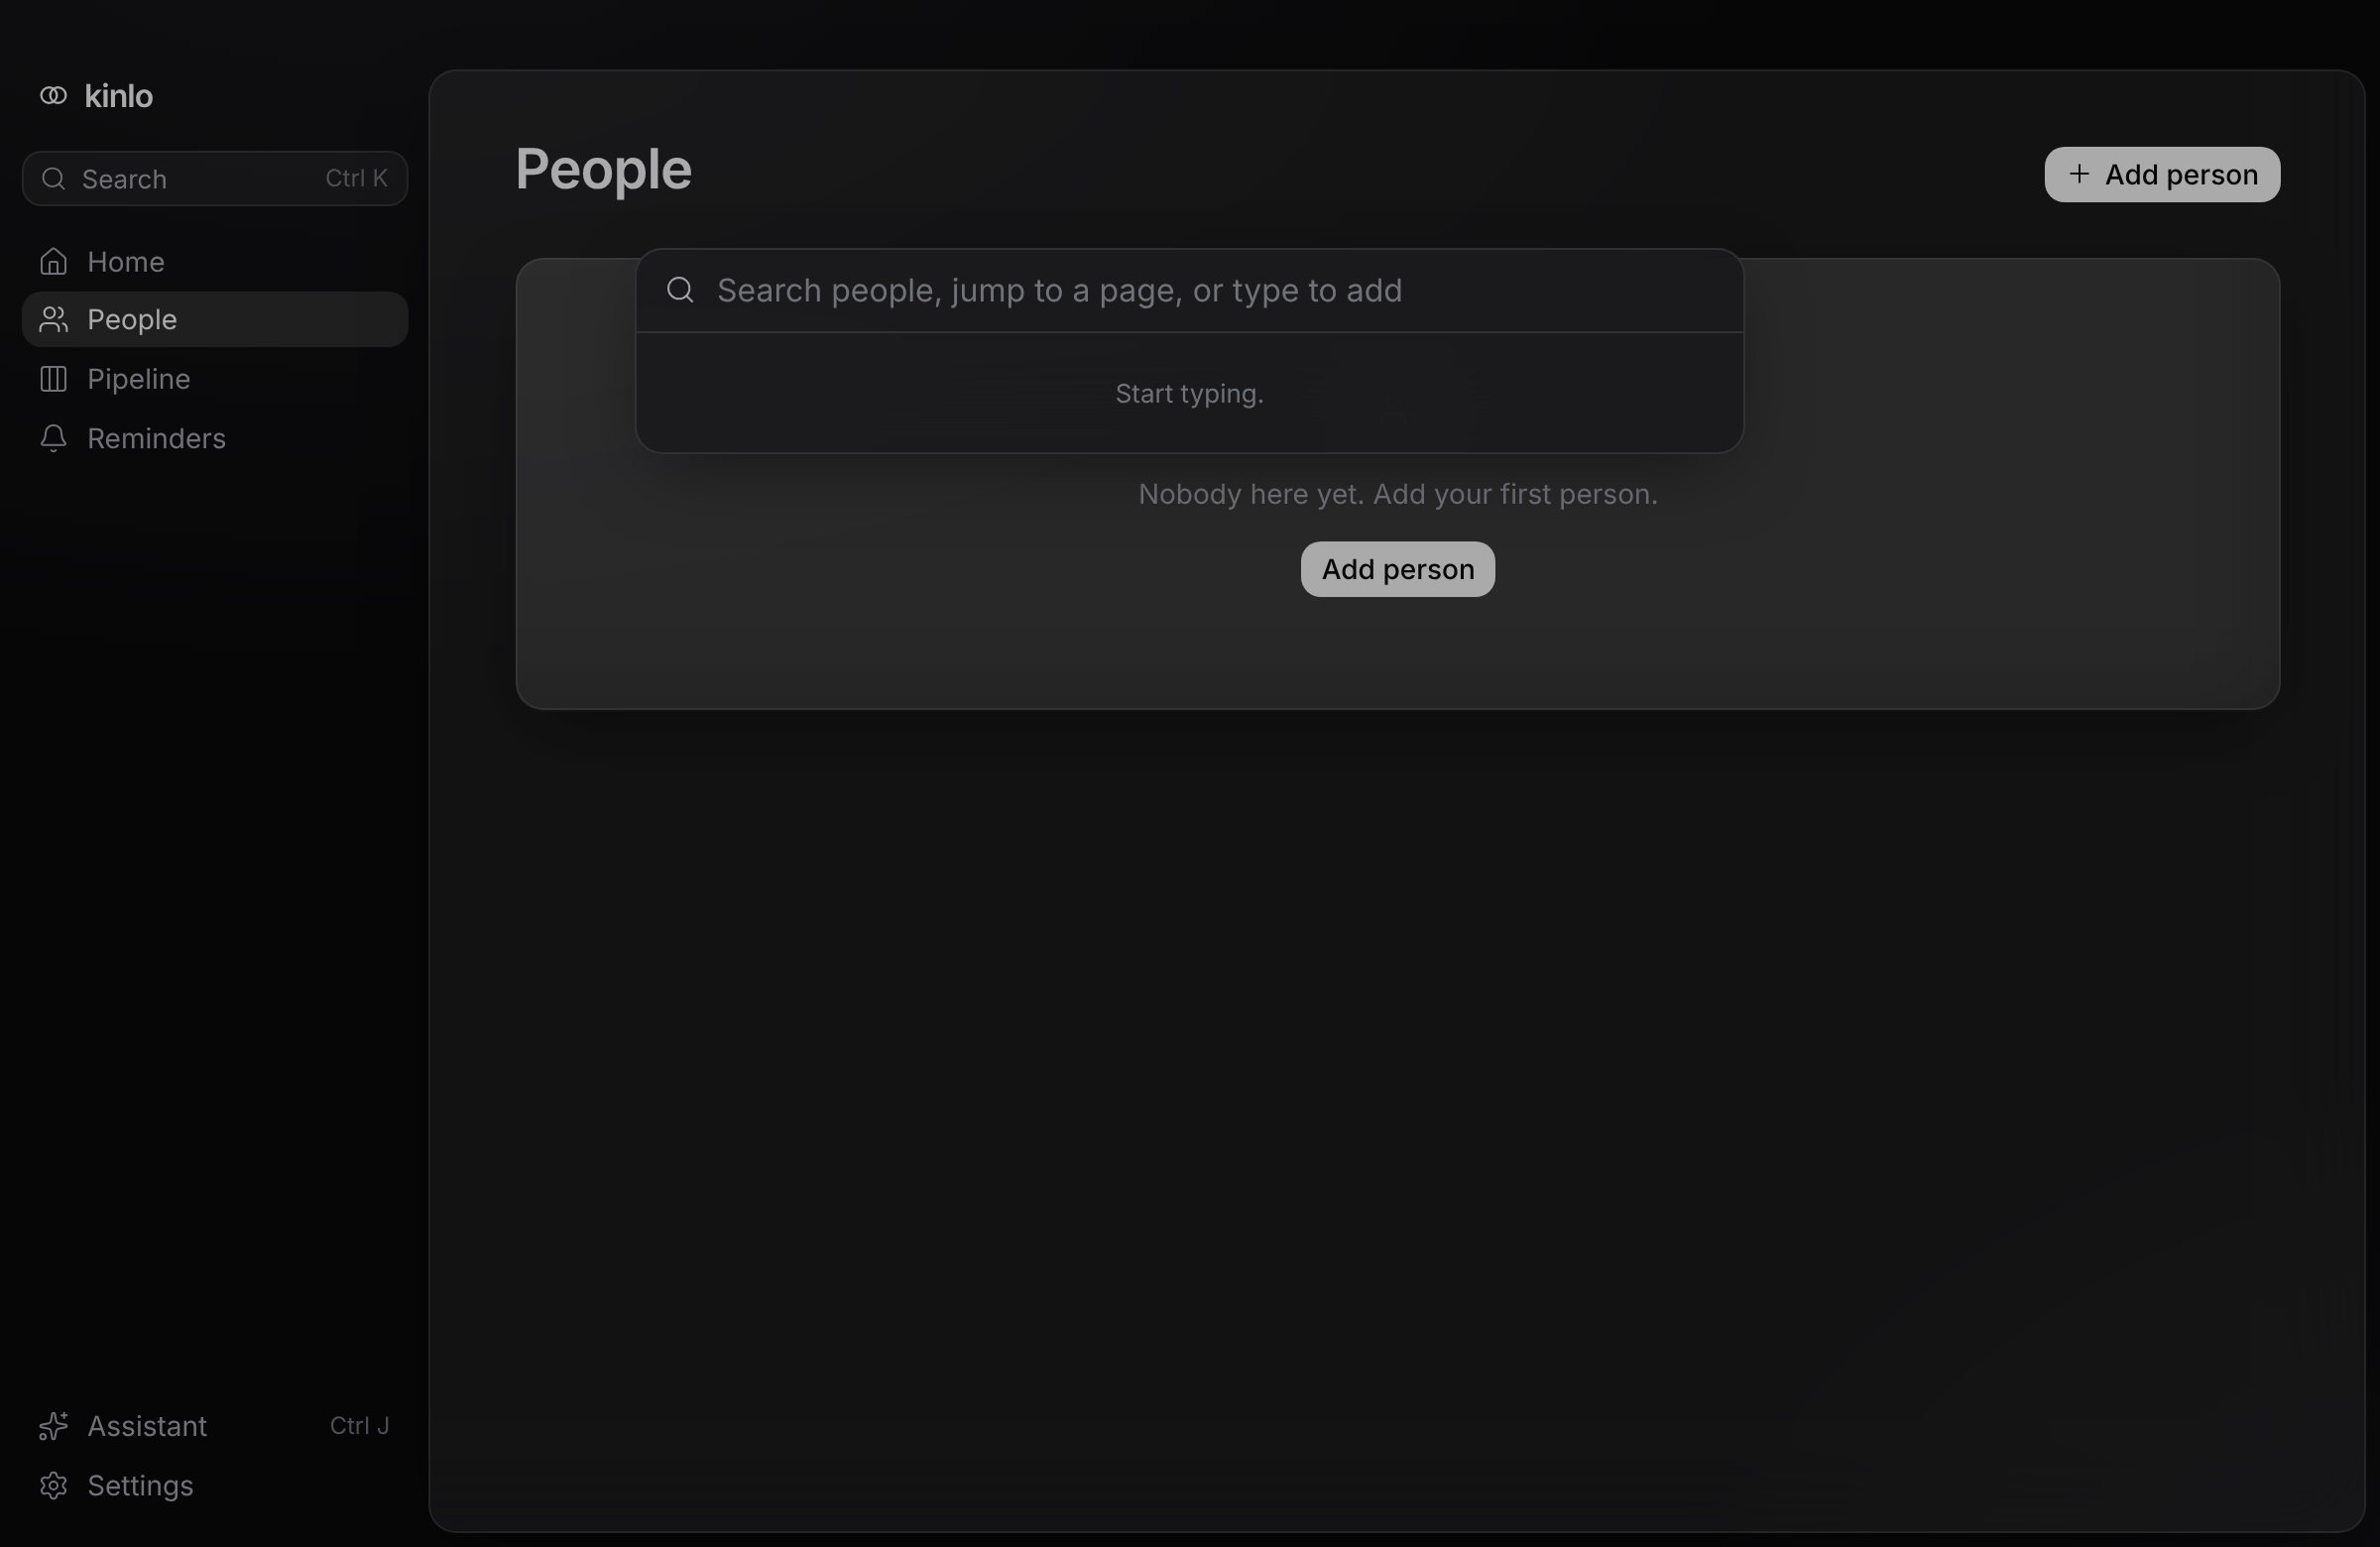 kinlo
Search Ctrl K
Home
People
Pipeline
Reminders
Assistant Ctrl J
Settings
People
Add person
Search people, jump to a page, or type to add
Start typing.
Nobody here yet. Add your first person.
Add person